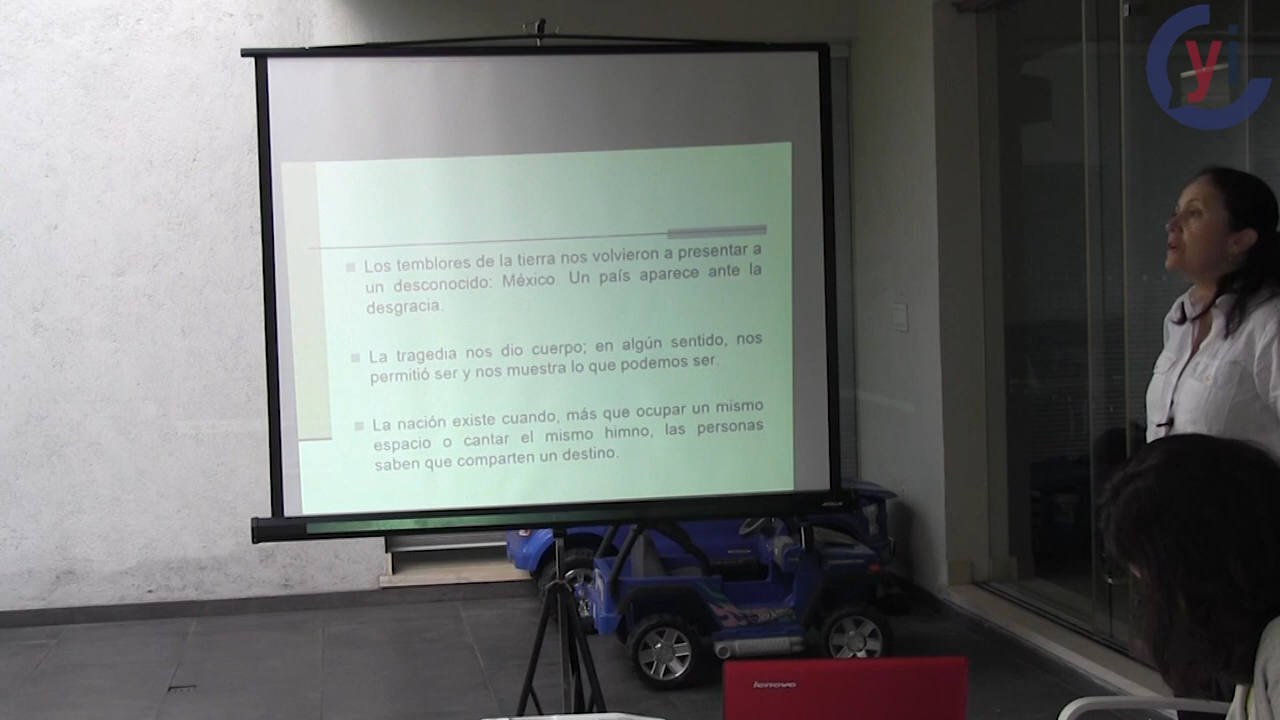 yi
Los temblores de la tierra nos volvieron a presentar a
un desconocido: México. Un país aparece ante la
desgracia.
La tragedia nos dio cuerpo; en algún sentido, nos
permitió ser y nos muestra lo que podemos ser.
La nación existe cuando, más que ocupar un mismo
espacio o cantar el mismo himno, las personas
saben que comparten un destino.
lenovo